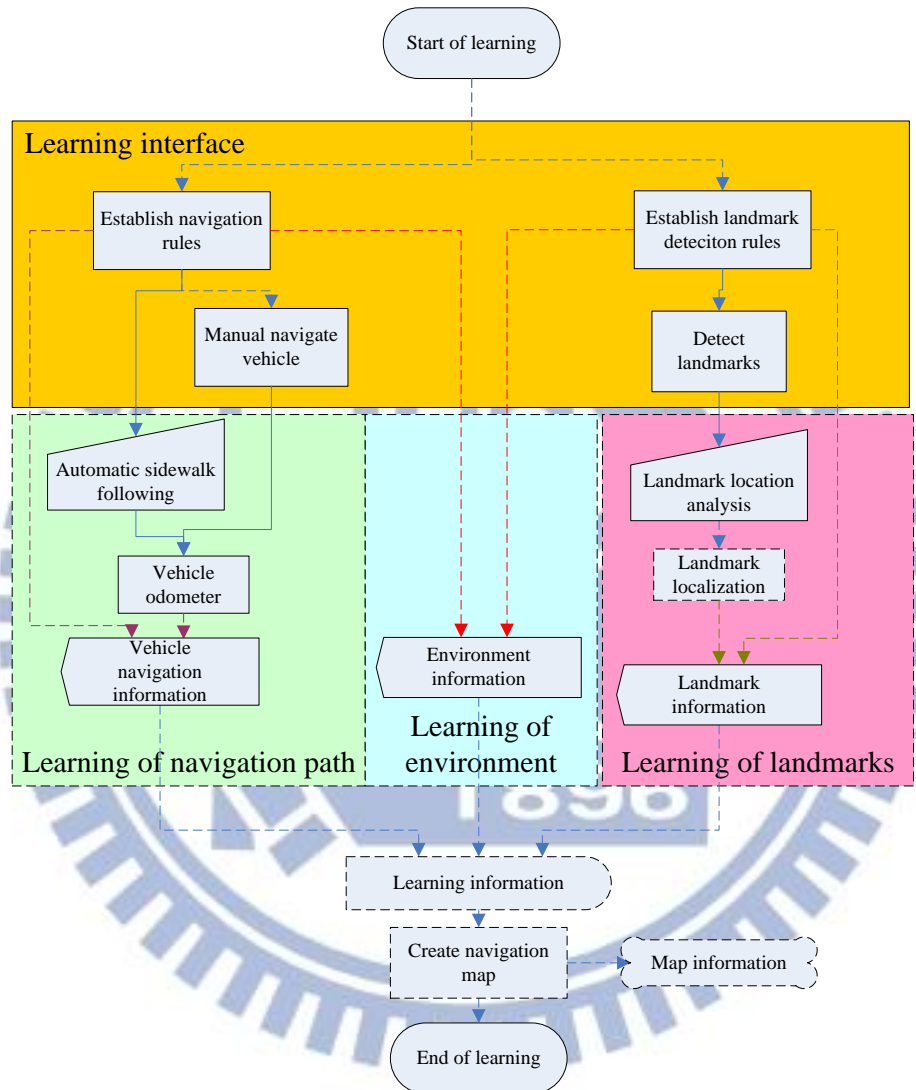 Start of learning
Learning interface
Establish navigation
rules
Establish landmark
deteciton rules
Manual navigate
vehicle
Detect
landmarks
Automatic sidewalk
following
Landmark location
analysis
Vehicle
odometer
Landmark
localization
Vehicle
navigation
information
Environment
information
Landmark
information
Learning of navigation path
Learning of
environment
Learning of landmarks
1896
Learning information
Create navigation
map
Map information
End of learning